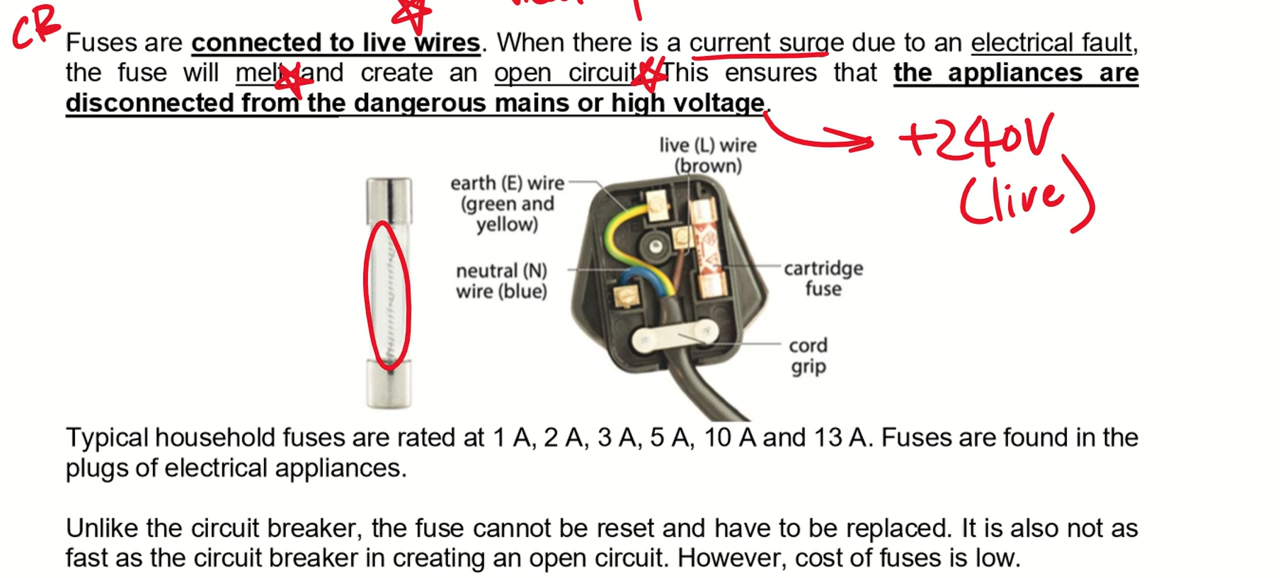 CR
Fuses are connected to live wires. When there is a current surge due to an electrical fault,
the fuse will melt and create an open circuit. This ensures that the appliances are
disconnected from the dangerous mains or high voltage.
+240V
(live)
live (L) wire
(brown)
earth (E) wire
(green and
yellow)
neutral (N)
wire (blue)
cartridge
fuse
cord
grip
Typical household fuses are rated at 1 A, 2 A, 3 A, 5 A, 10 A and 13 A. Fuses are found in the
plugs of electrical appliances.
Unlike the circuit breaker, the fuse cannot be reset and have to be replaced. It is also not as
fast as the circuit breaker in creating an open circuit. However, cost of fuses is low.